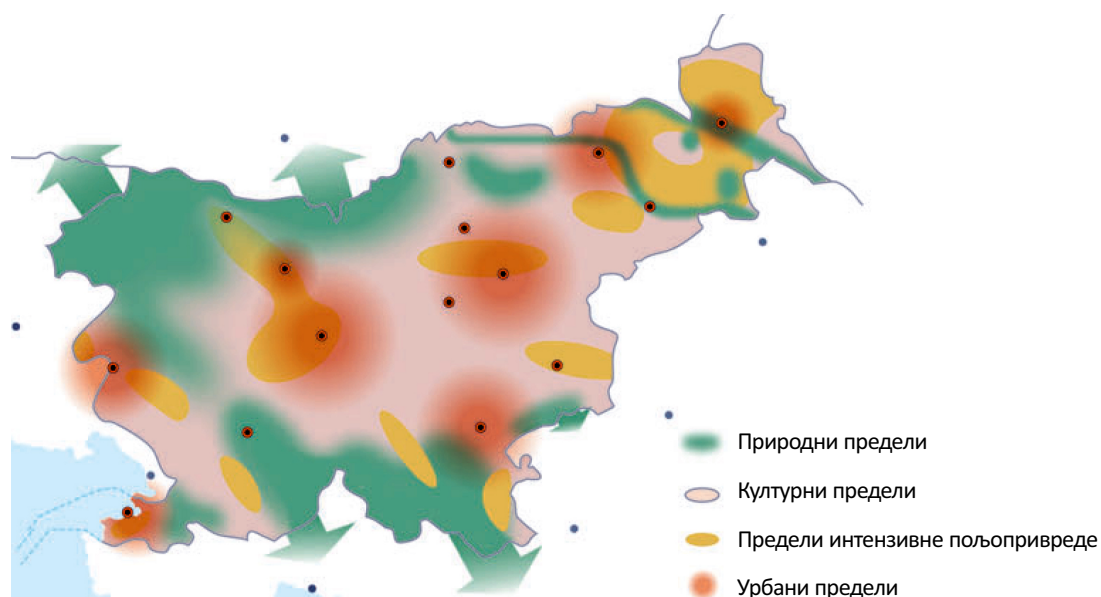 Природни предели
Културни предели
Предели интензивне пољопривреде
Урбани предели